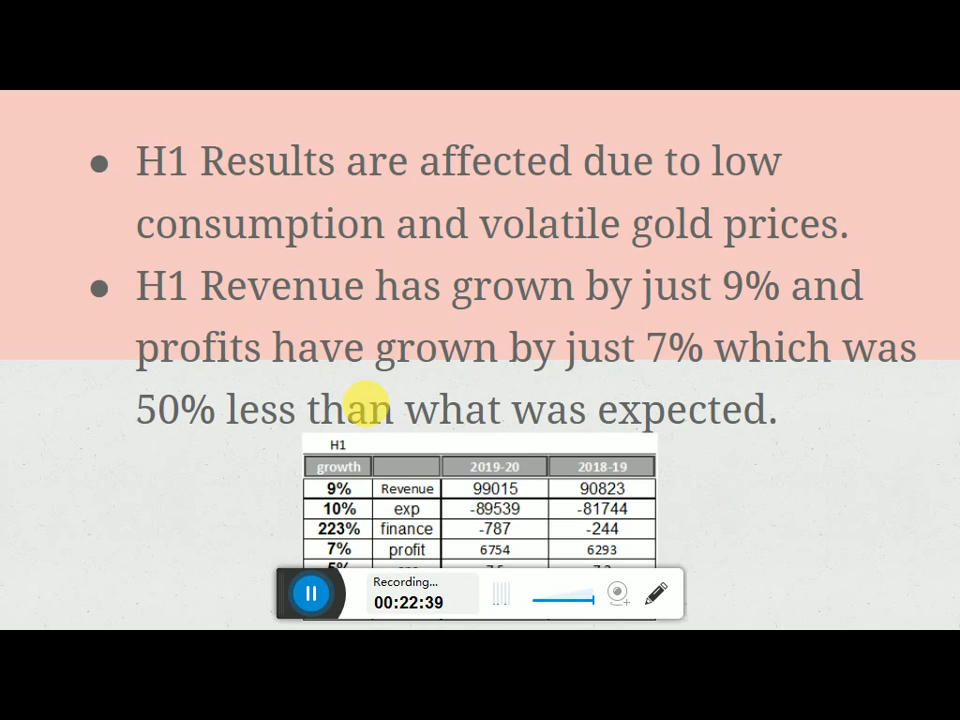 ● H1 Results are affected due to low
consumption and volatile gold prices.
● H1 Revenue has grown by just 9% and
profits have grown by just 7% which was
50% less than what was expected.
H1
growth 2019-20 2018-19
9% Revenue 99015 90823
10% exp -89539 -81744
223% finance -787 -244
7% profit 6754 6293
Recording...
00:22:39